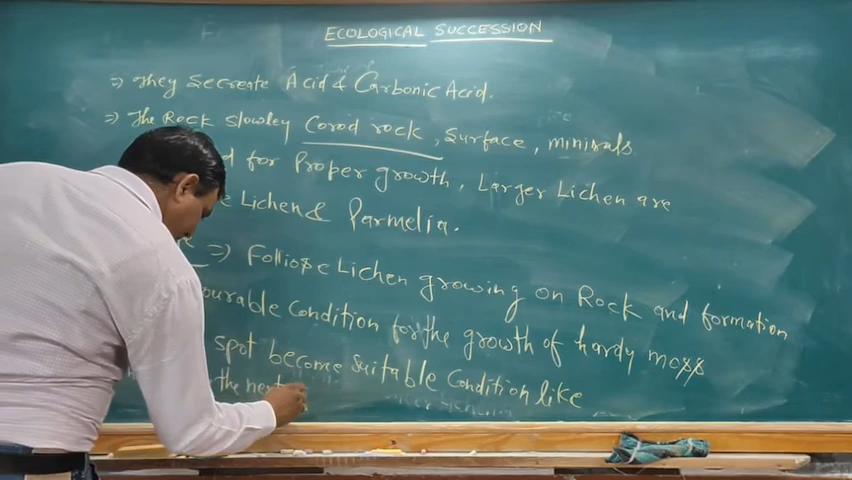 ECOLOGICAL SUCCESSION
⇒ They secreate Acid & Carbonic Acid.
⇒ The Rock slowley Corod rock, surface, minirals
for Proper growth, Larger Lichen are
Lichen & Parmelia.
⇒ Foliose Lichen growing on Rock and formation
ourable Condition for the growth of hardy moss
spot become suitable Condition like
the next